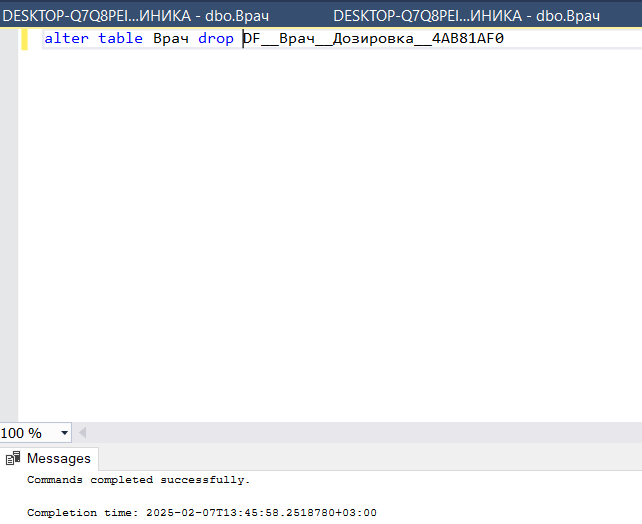 DESKTOP-Q7Q8PEI...ИНИКА - dbo.Врач
DESKTOP-Q7Q8PEI...ИНИКА - dbo.Врач
alter table Врач drop DF__Врач__Дозировка__4AB81AF0
100 %
Messages
Commands completed successfully.
Completion time: 2025-02-07T13:45:58.2518780+03:00